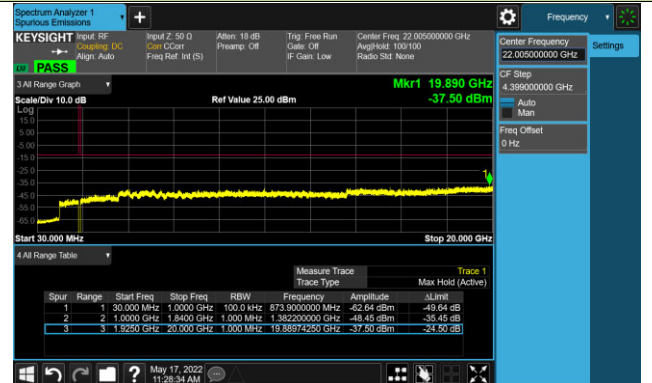 Spectrum Analyzer 1
Spurious Emissions
Frequency
KEYSIGHT
Input: RF
Coupling: DC
Align: Auto
Input Z: 50 Ω
Corr CCorr
Freq Ref: Int (S)
Atten: 18 dB
Preamp: Off
Trig: Free Run
Gate: Off
IF Gain: Low
Center Freq: 22.005000000 GHz
Avg|Hold: 100/100
Radio Std: None
PASS
Center Frequency
22.005000000 GHz
Settings
CF Step
4.399000000 GHz
Auto
Man
Freq Offset
0 Hz
3 All Range Graph
Mkr1 19.890 GHz
-37.50 dBm
Scale/Div 10.0 dB
Ref Value 25.00 dBm
Log
15.0
5.00
-5.00
-15.0
-25.0
-35.0
-45.0
-55.0
-65.0
1
Start 30.000 MHz
Stop 20.000 GHz
4 All Range Table
Measure Trace Trace 1
Trace Type Max Hold (Active)
Spur Range Start Freq Stop Freq RBW Frequency Amplitude ΔLimit
1 1 30.000 MHz 1.0000 GHz 100.0 kHz 873.9000000 MHz -62.64 dBm -49.64 dB
2 2 1.0000 GHz 1.8400 GHz 1.000 MHz 1.382200000 GHz -48.45 dBm -35.45 dB
3 3 1.9250 GHz 20.000 GHz 1.000 MHz 19.88974250 GHz -37.50 dBm -24.50 dB
May 17, 2022
11:28:34 AM